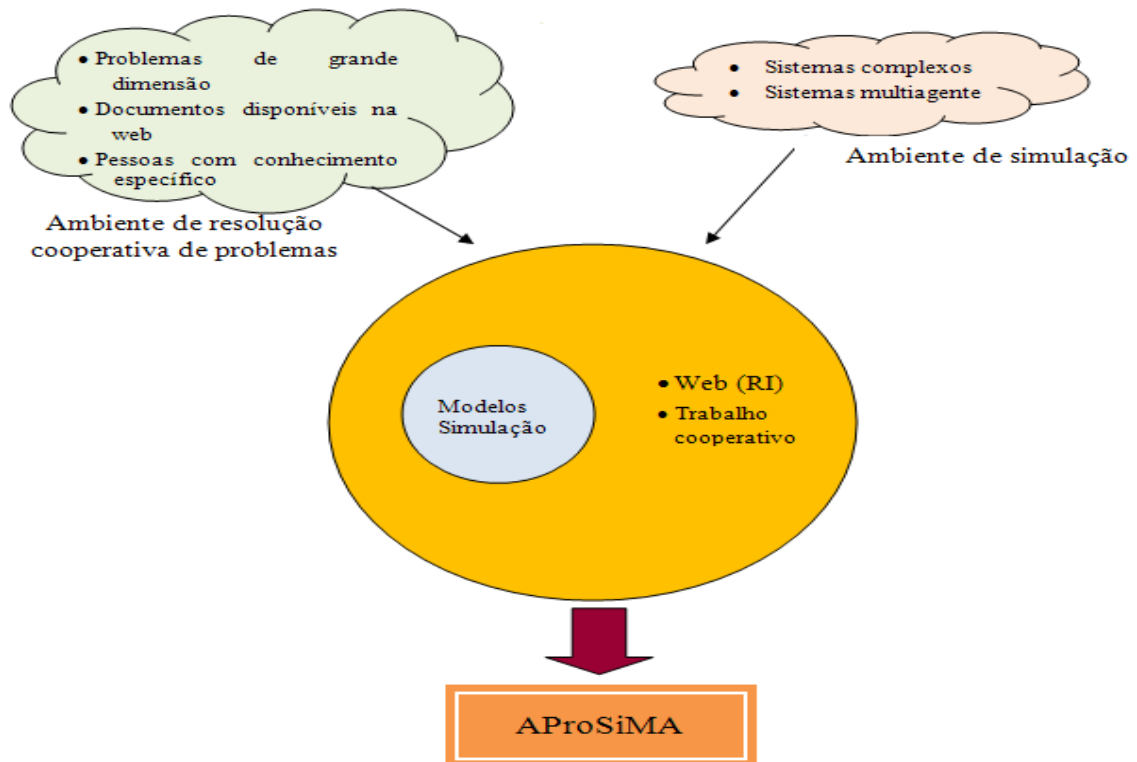 • Problemas de grande
dimensão
• Documentos disponíveis na
web
• Pessoas com conhecimento
específico
Ambiente de resolução
cooperativa de problemas
• Sistemas complexos
• Sistemas multiagente
Ambiente de simulação
Modelos
Simulação
• Web (RI)
• Trabalho
cooperativo
AProSiMA